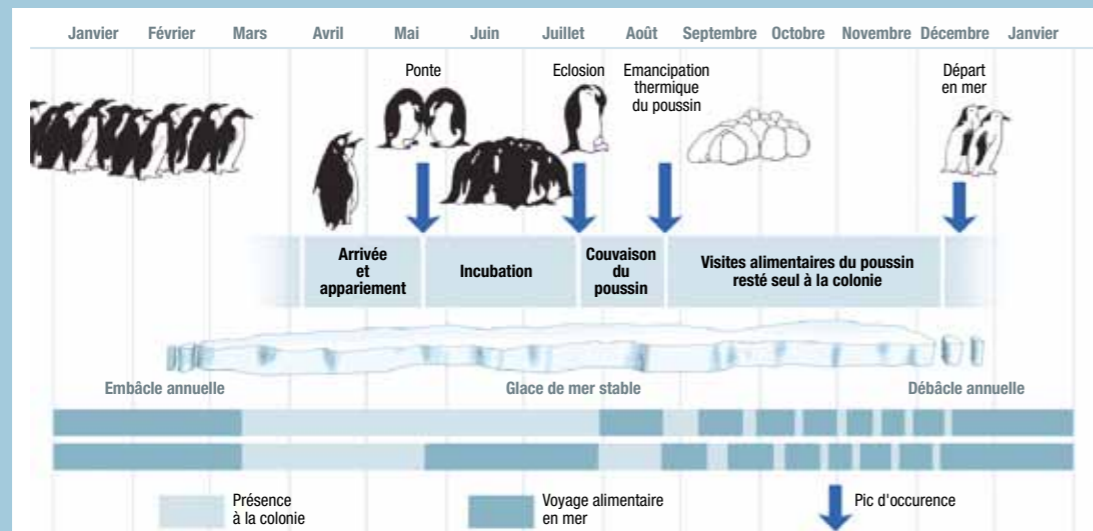 Janvier Février Mars Avril Mai Juin Juillet Août Septembre Octobre Novembre Décembre Janvier
Ponte
Eclosion
Emancipation
thermique
du poussin
Départ
en mer
Arrivée
et
appariement
Incubation
Couvaison
du
poussin
Visites alimentaires du poussin
resté seul à la colonie
Embâcle annuelle
Glace de mer stable
Débâcle annuelle
Présence
à la colonie
Voyage alimentaire
en mer
Pic d'occurence